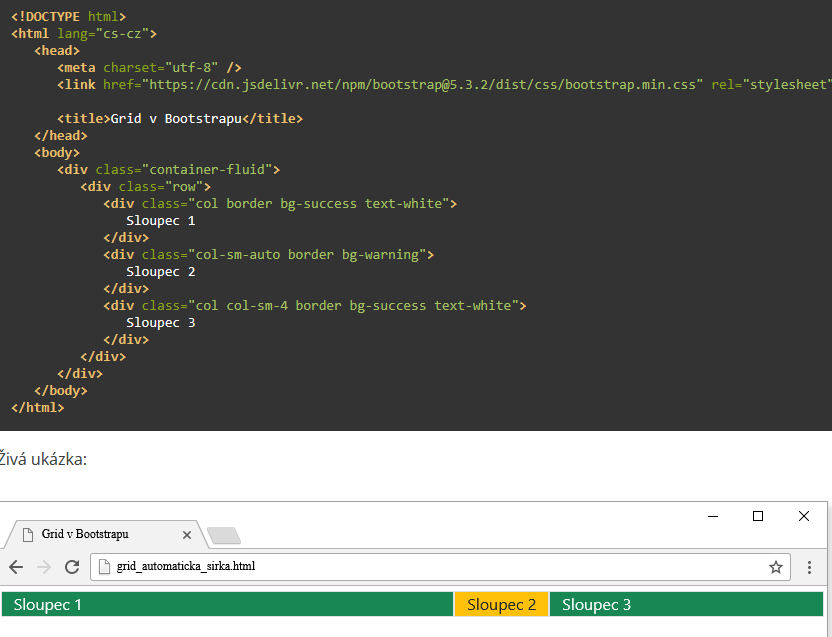 <!DOCTYPE html>
<html lang="cs-cz">
<head>
<meta charset="utf-8" />
<link href="https://cdn.jsdelivr.net/npm/bootstrap@5.3.2/dist/css/bootstrap.min.css" rel="stylesheet"
<title>Grid v Bootstrapu</title>
</head>
<body>
<div class="container-fluid">
<div class="row">
<div class="col border bg-success text-white">
Sloupec 1
</div>
<div class="col-sm-auto border bg-warning">
Sloupec 2
</div>
<div class="col col-sm-4 border bg-success text-white">
Sloupec 3
</div>
</div>
</div>
</body>
</html>
Živá ukázka:
Grid v Bootstrapu
grid_automaticka_sirka.html
Sloupec 1 Sloupec 2 Sloupec 3